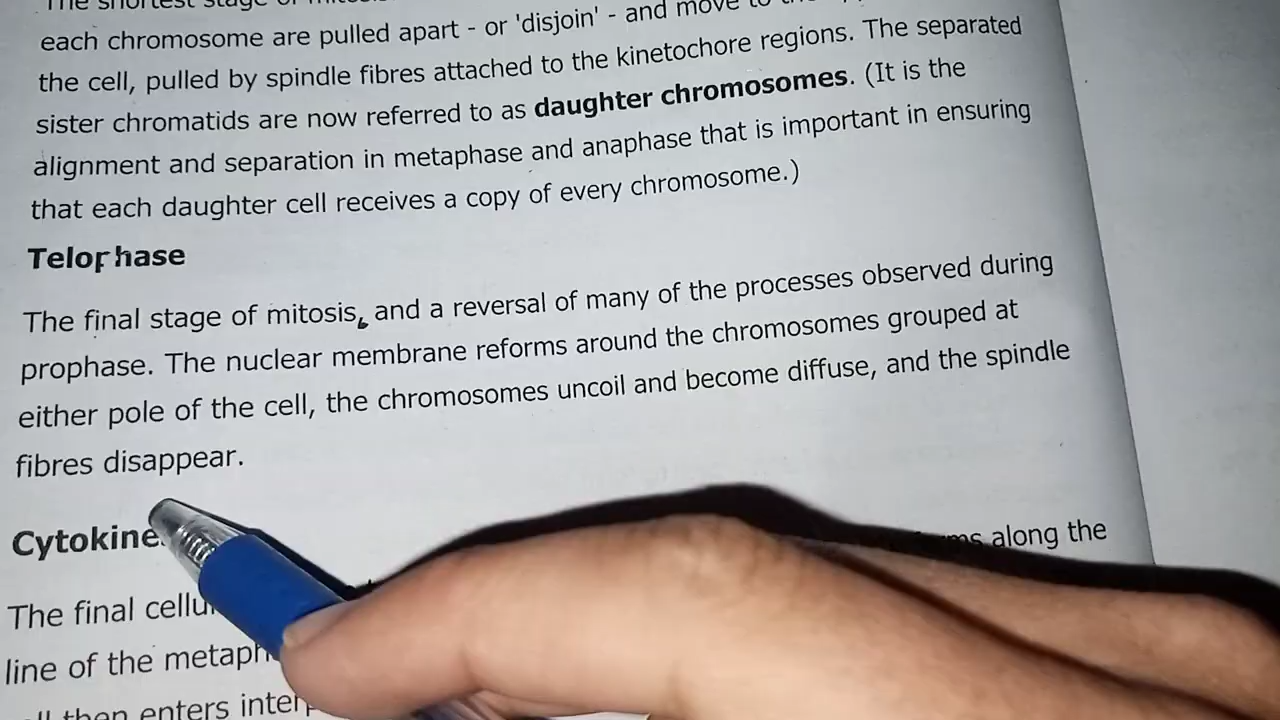 The shortest stage of
each chromosome are pulled apart - or 'disjoin' - and move to
the cell, pulled by spindle fibres attached to the kinetochore regions. The separated
sister chromatids are now referred to as daughter chromosomes. (It is the
alignment and separation in metaphase and anaphase that is important in ensuring
that each daughter cell receives a copy of every chromosome.)
Telophase
The final stage of mitosis, and a reversal of many of the processes observed during
prophase. The nuclear membrane reforms around the chromosomes grouped at
either pole of the cell, the chromosomes uncoil and become diffuse, and the spindle
fibres disappear.
Cytokine
along the
The final
line of the
then enters